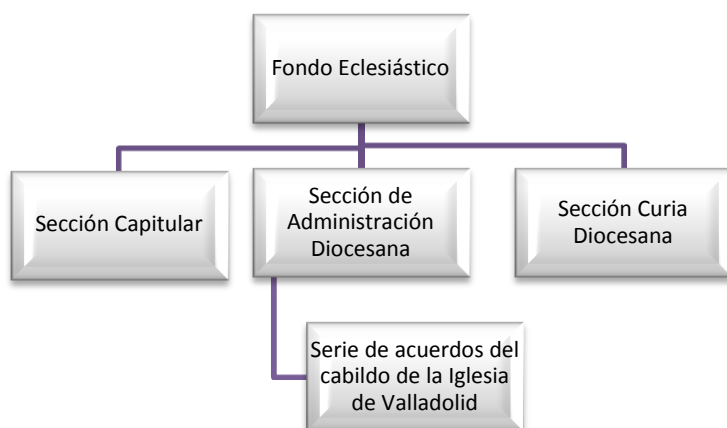 Fondo Eclesiástico
Sección Capitular
Sección de
Administración
Diocesana
Sección Curia
Diocesana
Serie de acuerdos del
cabildo de la Iglesia
de Valladolid